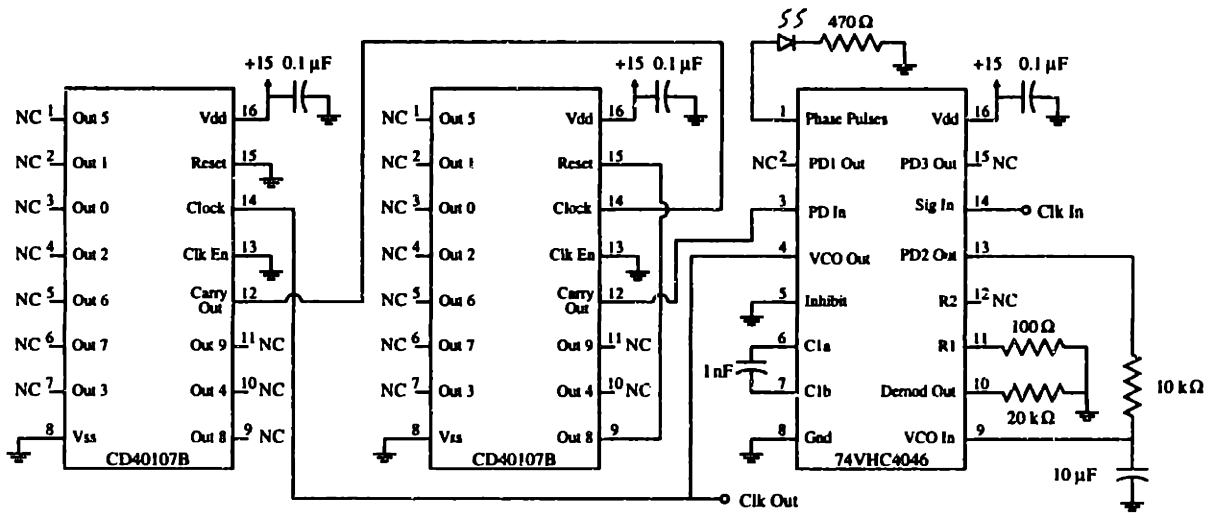 SS 470 Ω
+15 0.1 µF
NC 1 Out 5
NC 2 Out 1
NC 3 Out 0
NC 4 Out 2
NC 5 Out 6
NC 6 Out 7
NC 7 Out 3
8 Vss
Vdd 16
Reset 15
Clock 14
Clk En 13
Carry Out 12
Out 9 11 NC
Out 4 10 NC
Out 8 9 NC
CD40107B
+15 0.1 µF
NC 1 Out 5
NC 2 Out 1
NC 3 Out 0
NC 4 Out 2
NC 5 Out 6
NC 6 Out 7
NC 7 Out 3
8 Vss
Vdd 16
Reset 15
Clock 14
Clk En 13
Carry Out 12
Out 9 11 NC
Out 4 10 NC
Out 8 9
CD40107B
+15 0.1 µF
1 Phase Pulses
NC 2 PD1 Out
3 PD In
4 VCO Out
5 Inhibit
6 C1a
1 nF
7 C1b
8 Gnd
Vdd 16
PD3 Out 15 NC
Sig In 14 Clk In
PD2 Out 13
R2 12 NC
R1 11 100 Ω
Demod Out 10 20 kΩ
VCO In 9
10 kΩ
10 µF
74VHC4046
Clk Out